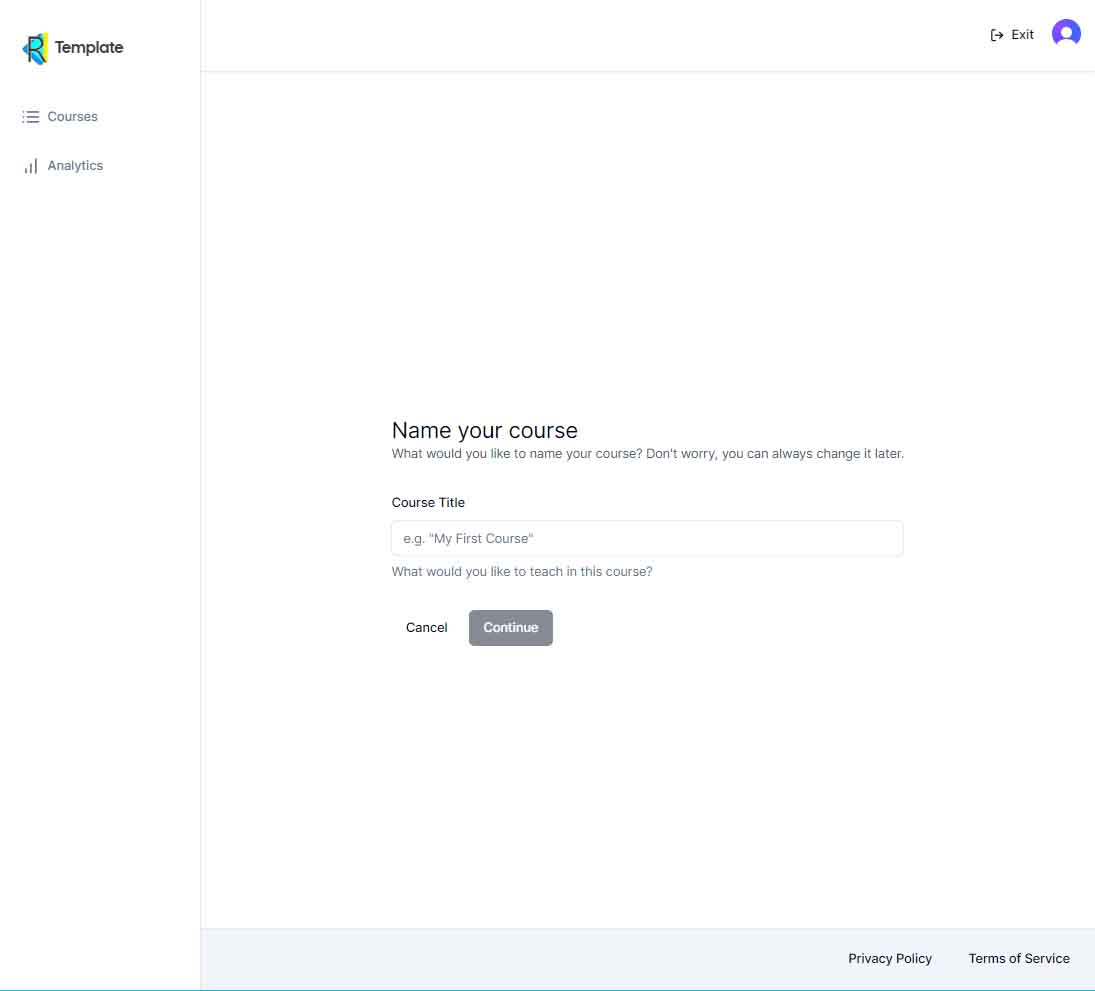 Template
Exit
Courses
Analytics
Name your course
What would you like to name your course? Don't worry, you can always change it later.
Course Title
e.g. "My First Course"
What would you like to teach in this course?
Cancel
Continue
Privacy Policy
Terms of Service